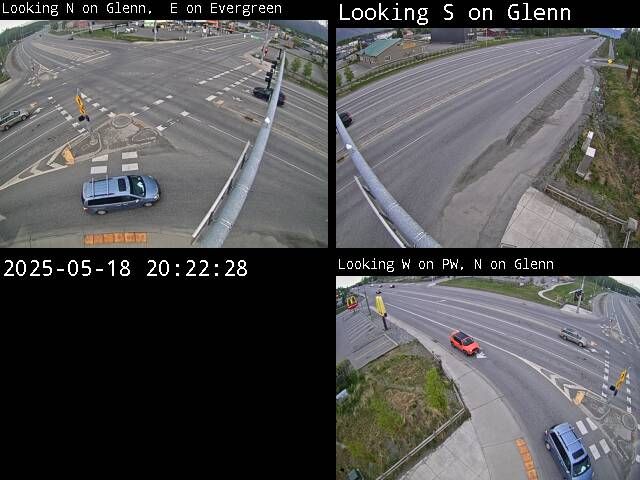 Looking N on Glenn, E on Evergreen
Looking S on Glenn
2025-05-18 20:22:28
Looking W on PW, N on Glenn